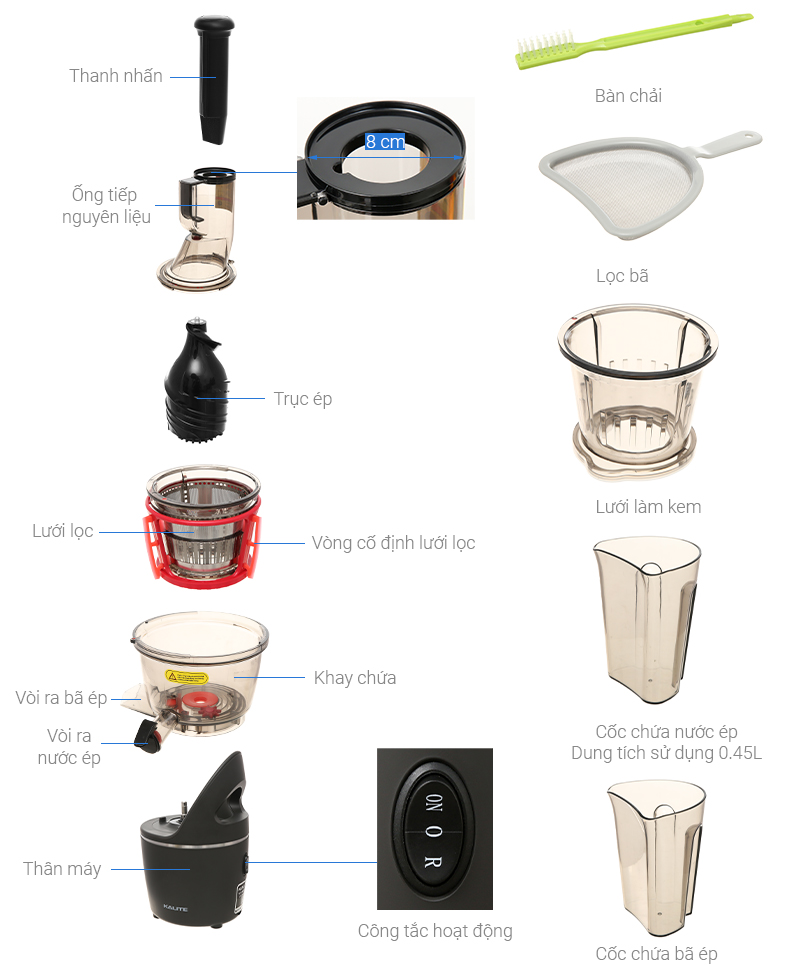 Thanh nhấn
8 cm
Ống tiếp
nguyên liệu
Trục ép
Lưới lọc
Vòng cố định lưới lọc
Khay chứa
Vòi ra bã ép
Vòi ra
nước ép
Thân máy
KALITE
ON O R
Công tắc hoạt động
Bàn chải
Lọc bã
Lưới làm kem
Cốc chứa nước ép
Dung tích sử dụng 0.45L
Cốc chứa bã ép